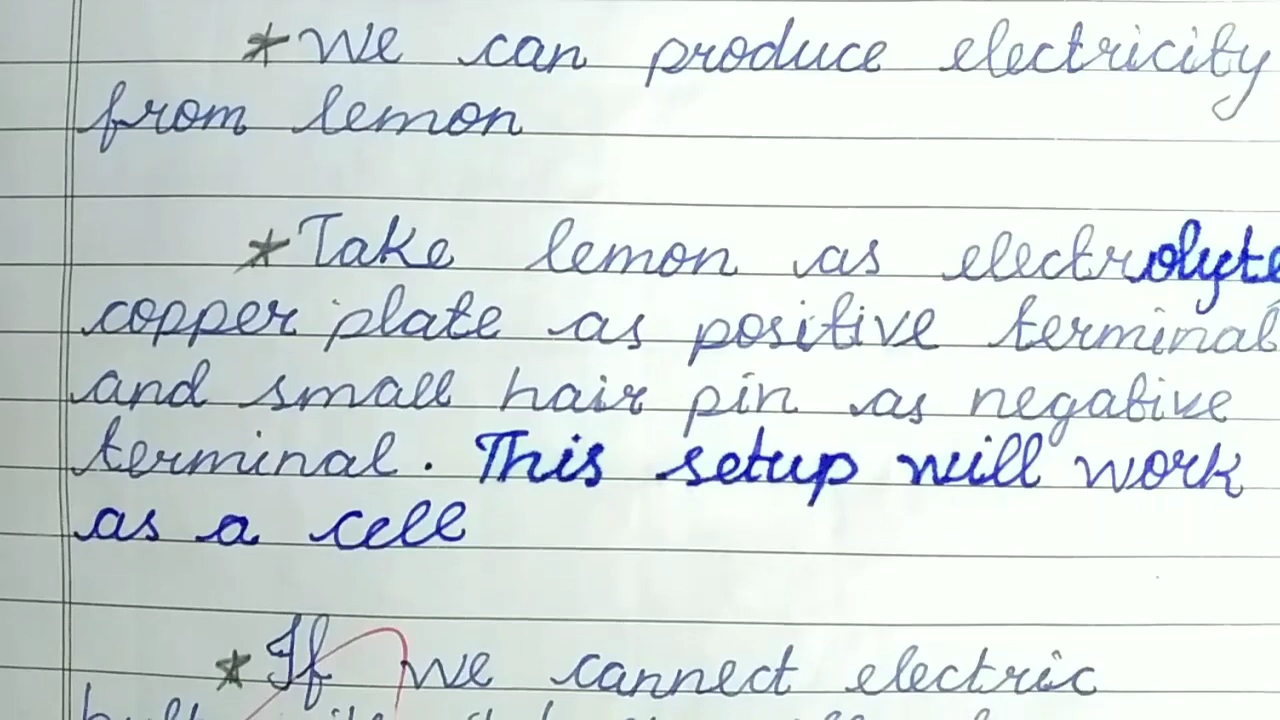 *We can produce electricity
from lemon
*Take lemon as electrolyte
copper plate as positive terminal
and small hair pin as negative
terminal. This setup will work
as a cell
*If we cannect electric